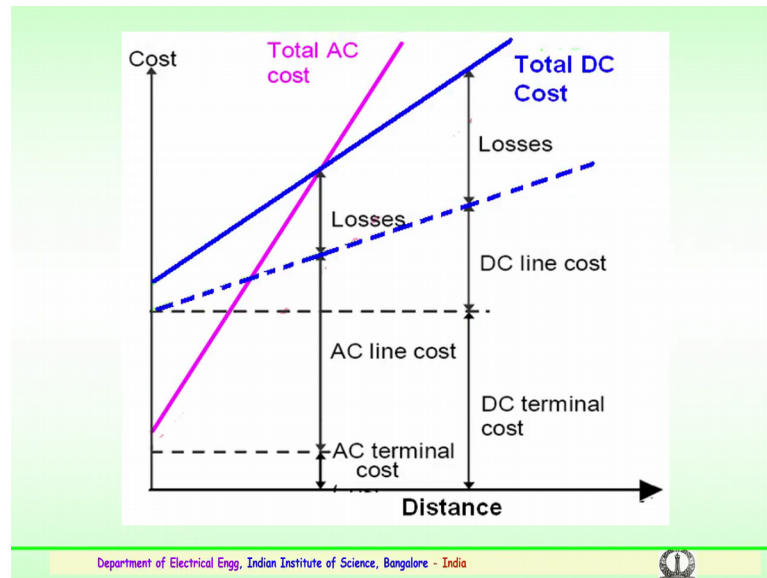 Cost
Total AC
cost
Total DC
Cost
Losses
Losses
DC line cost
AC line cost
DC terminal
cost
AC terminal
cost
Distance
Department of Electrical Engg, Indian Institute of Science, Bangalore - India